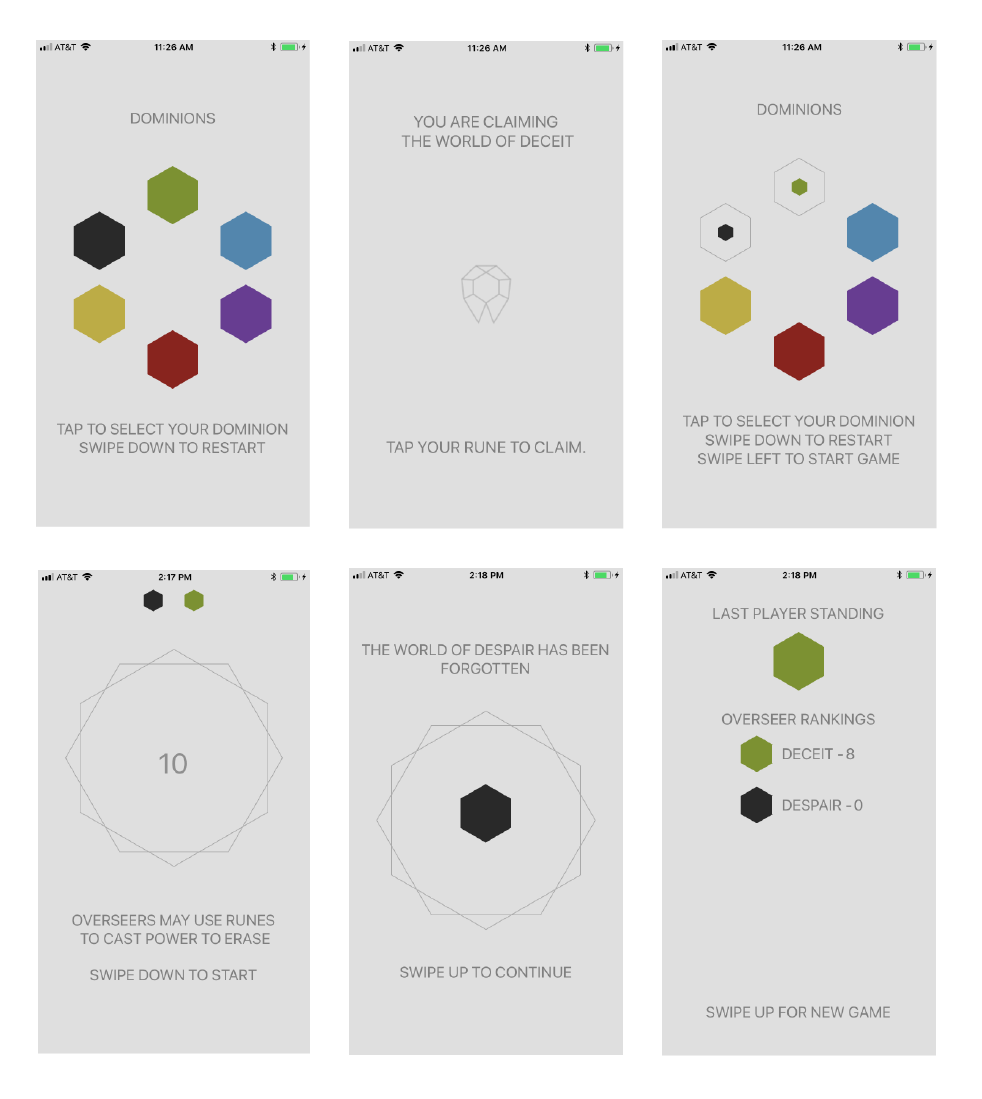 AT&T 11:26 AM
DOMINIONS
TAP TO SELECT YOUR DOMINION
SWIPE DOWN TO RESTART
AT&T 11:26 AM
YOU ARE CLAIMING
THE WORLD OF DECEIT
TAP YOUR RUNE TO CLAIM.
AT&T 11:26 AM
DOMINIONS
TAP TO SELECT YOUR DOMINION
SWIPE DOWN TO RESTART
SWIPE LEFT TO START GAME
AT&T 2:17 PM
10
OVERSEERS MAY USE RUNES
TO CAST POWER TO ERASE
SWIPE DOWN TO START
AT&T 2:18 PM
THE WORLD OF DESPAIR HAS BEEN
FORGOTTEN
SWIPE UP TO CONTINUE
AT&T 2:18 PM
LAST PLAYER STANDING
OVERSEER RANKINGS
DECEIT - 8
DESPAIR - 0
SWIPE UP FOR NEW GAME